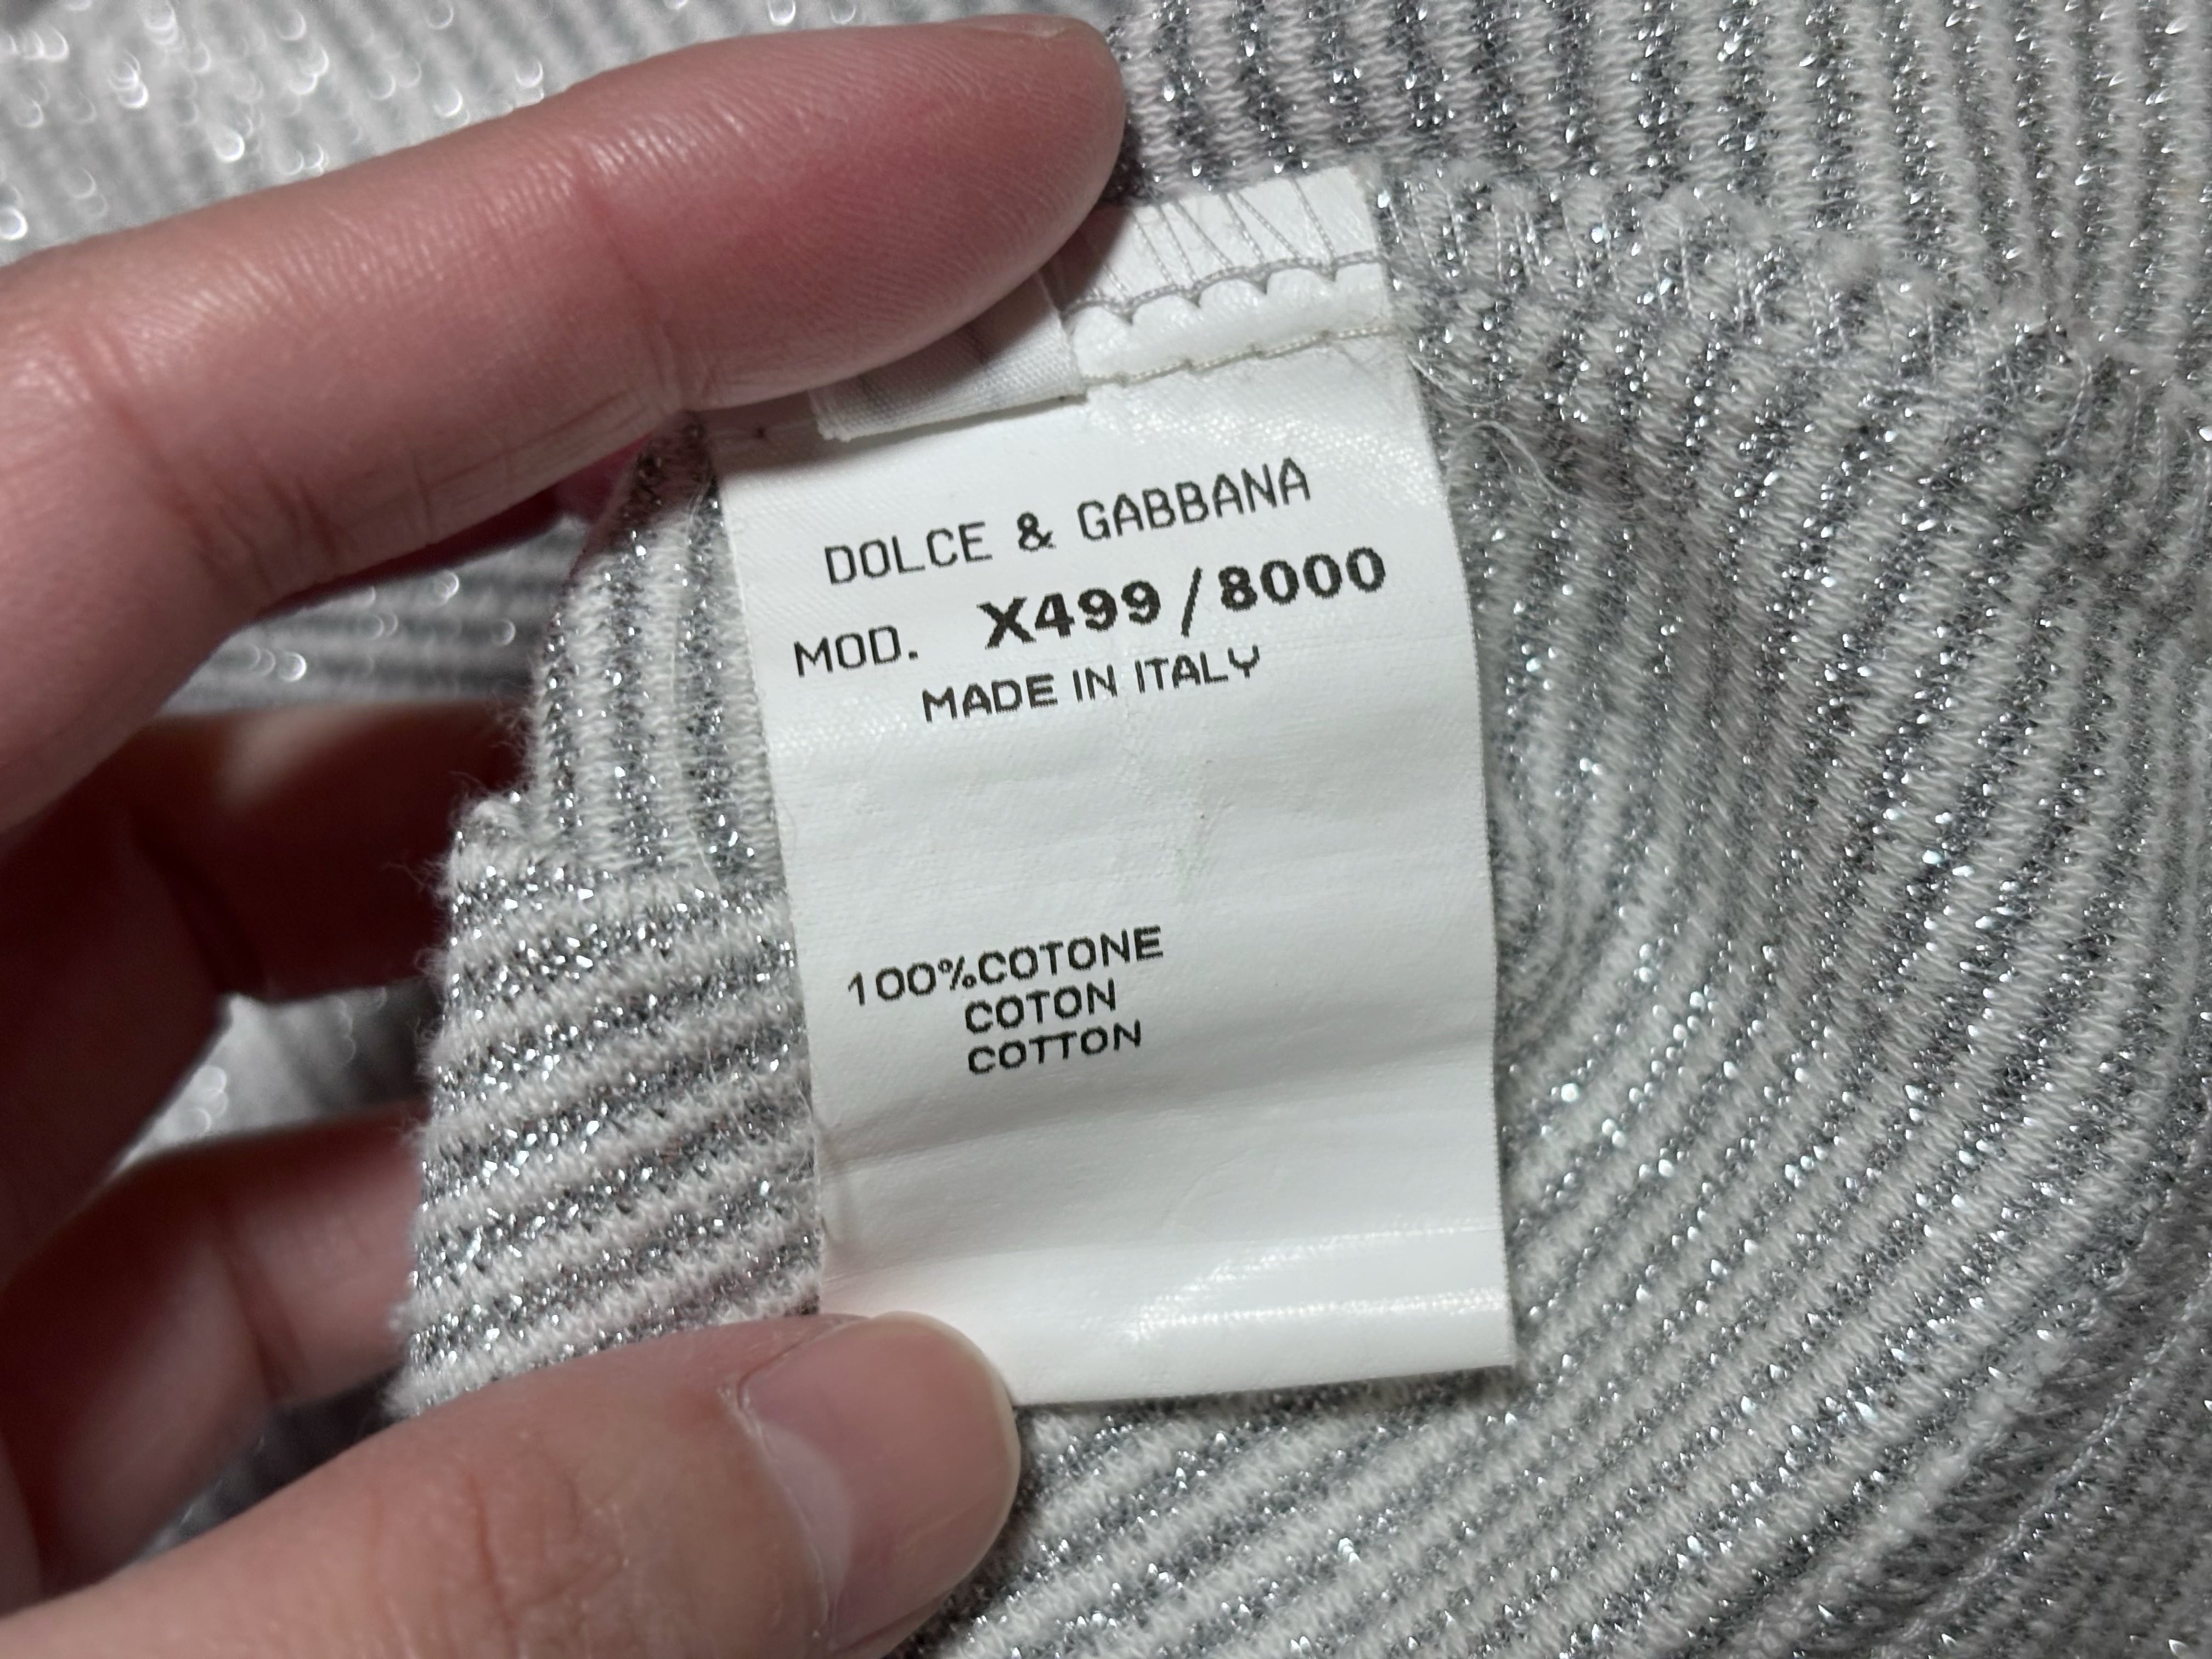 DOLCE & GABBANA
MOD. X499/8000
MADE IN ITALY
100%COTONE
COTON
COTTON